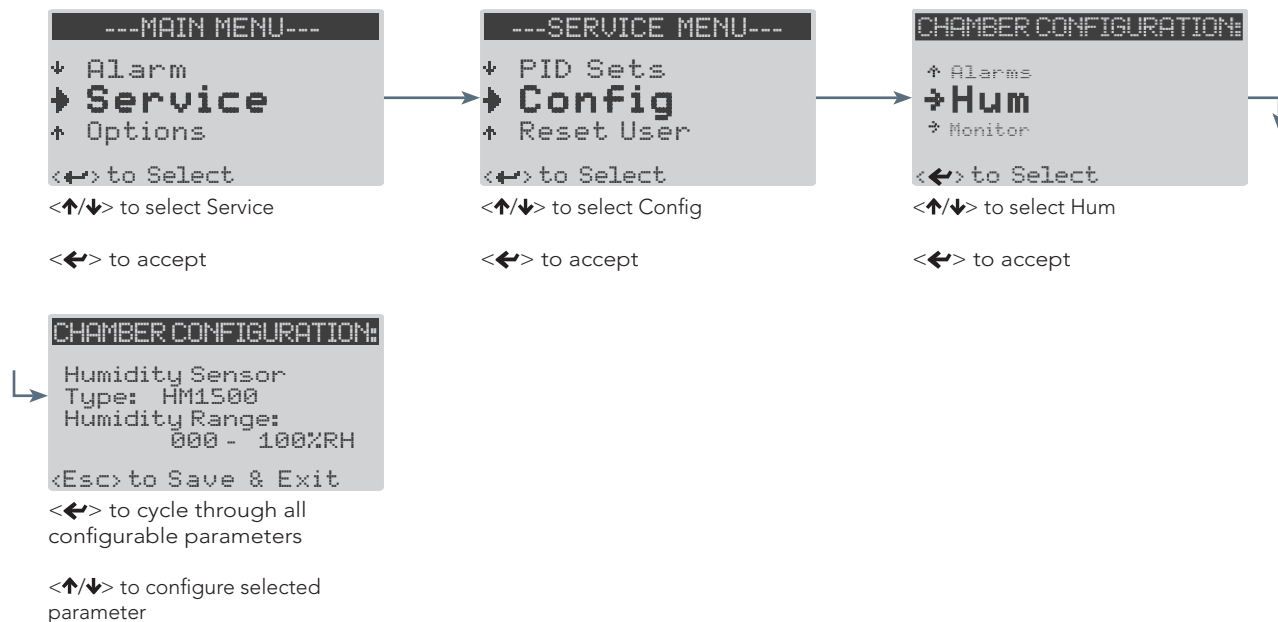 ---MAIN MENU---
↓ Alarm
→ Service
↑ Options
<↵> to Select
<↑/↓> to select Service
<↵> to accept
---SERVICE MENU---
↓ PID Sets
→ Config
↑ Reset User
<↵> to Select
<↑/↓> to select Config
<↵> to accept
CHAMBER CONFIGURATION:
↑ Alarms
→ Hum
→ Monitor
<↵> to Select
<↑/↓> to select Hum
<↵> to accept
CHAMBER CONFIGURATION:
Humidity Sensor
Type: HM1500
Humidity Range:
000 - 100%RH
<Esc> to Save & Exit
<↵> to cycle through all
configurable parameters
<↑/↓> to configure selected
parameter